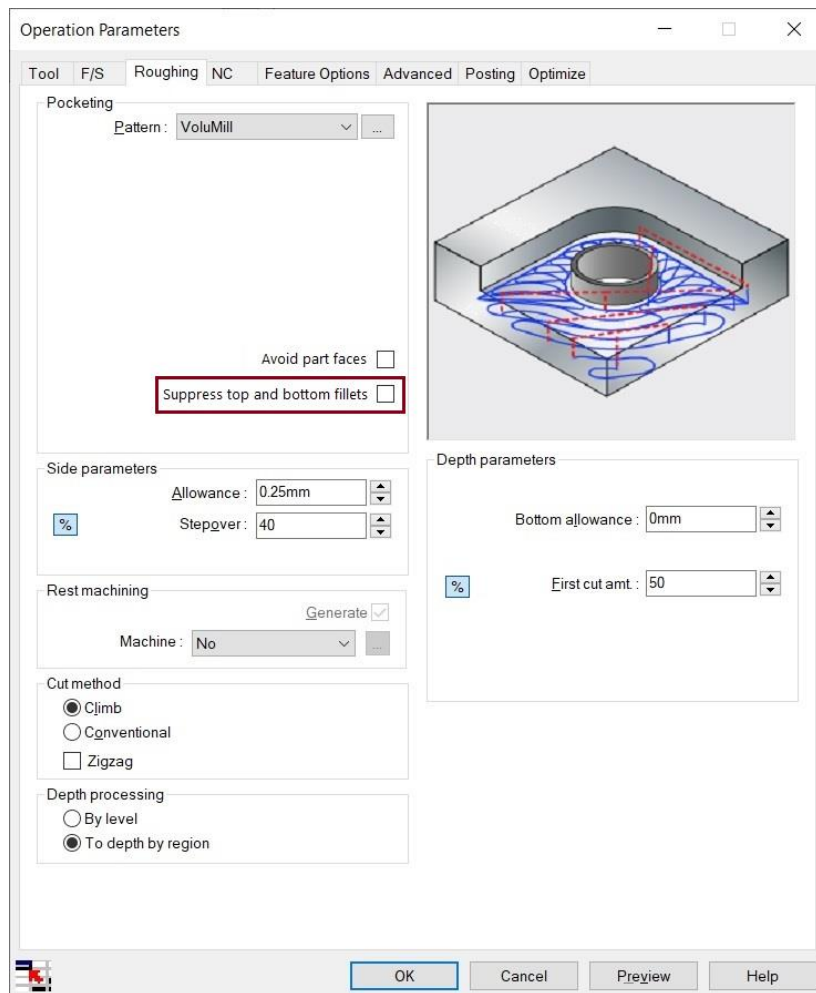 Operation Parameters
Tool F/S Roughing NC Feature Options Advanced Posting Optimize
Pocketing
Pattern : VoluMill ...
Avoid part faces
Suppress top and bottom fillets
Side parameters
Allowance : 0.25mm
% Stepover : 40
Rest machining
Generate
Machine : No ...
Cut method
Climb
Conventional
Zigzag
Depth processing
By level
To depth by region
Depth parameters
Bottom allowance : 0mm
% First cut amt. : 50
OK Cancel Preview Help